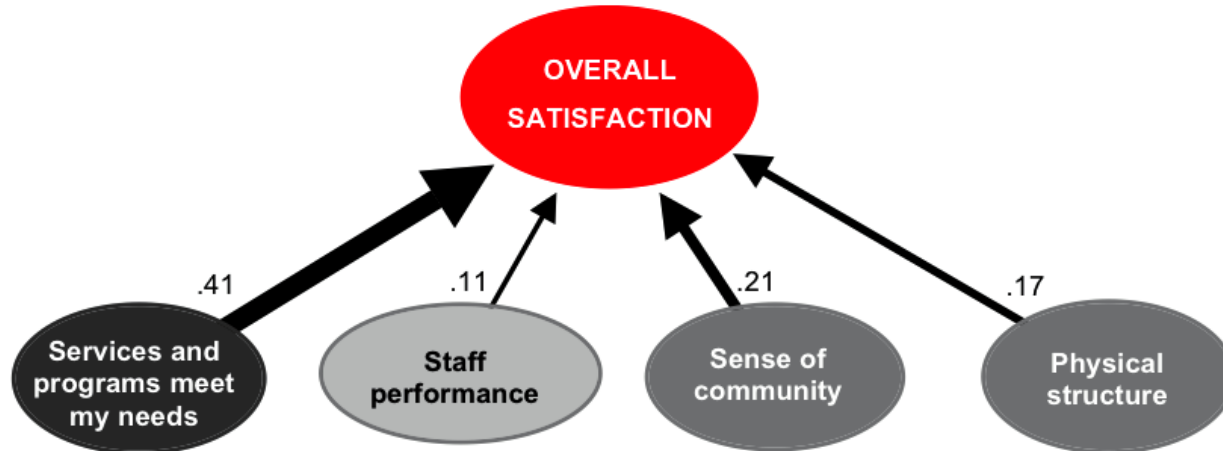 OVERALL
SATISFACTION
.41
.11
.21
.17
Services and
programs meet
my needs
Staff
performance
Sense of
community
Physical
structure